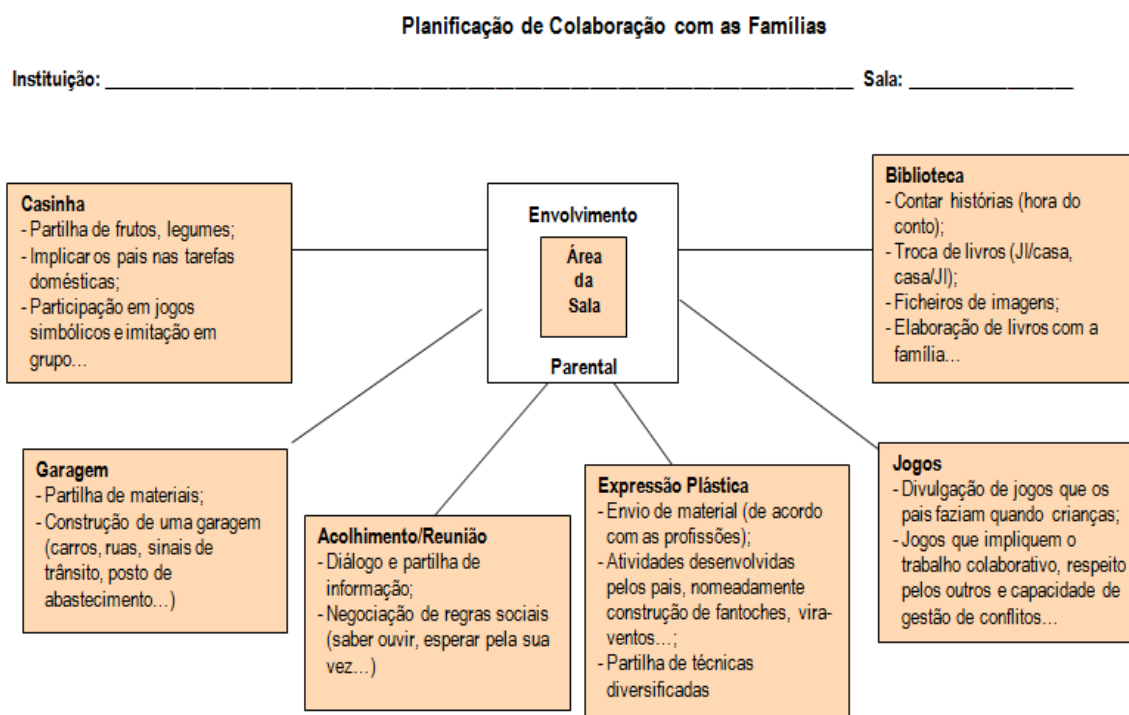 Planificação de Colaboração com as Famílias
Instituição: ______________________________ Sala: ______________
Casinha
- Partilha de frutos, legumes;
- Implicar os pais nas tarefas
domésticas;
- Participação em jogos
simbólicos e imitação em
grupo…
Envolvimento
Área
da
Sala
Parental
Biblioteca
- Contar histórias (hora do
conto);
- Troca de livros (JI/casa,
casa/JI);
- Ficheiros de imagens;
- Elaboração de livros com a
família…
Garagem
- Partilha de materiais;
- Construção de uma garagem
(carros, ruas, sinais de
trânsito, posto de
abastecimento…)
Acolhimento/Reunião
- Diálogo e partilha de
informação;
- Negociação de regras sociais
(saber ouvir, esperar pela sua
vez…)
Expressão Plástica
- Envio de material (de acordo
com as profissões);
- Atividades desenvolvidas
pelos pais, nomeadamente
construção de fantoches, vira-
ventos…;
- Partilha de técnicas
diversificadas
Jogos
- Divulgação de jogos que os
pais faziam quando crianças;
- Jogos que impliquem o
trabalho colaborativo, respeito
pelos outros e capacidade de
gestão de conflitos…